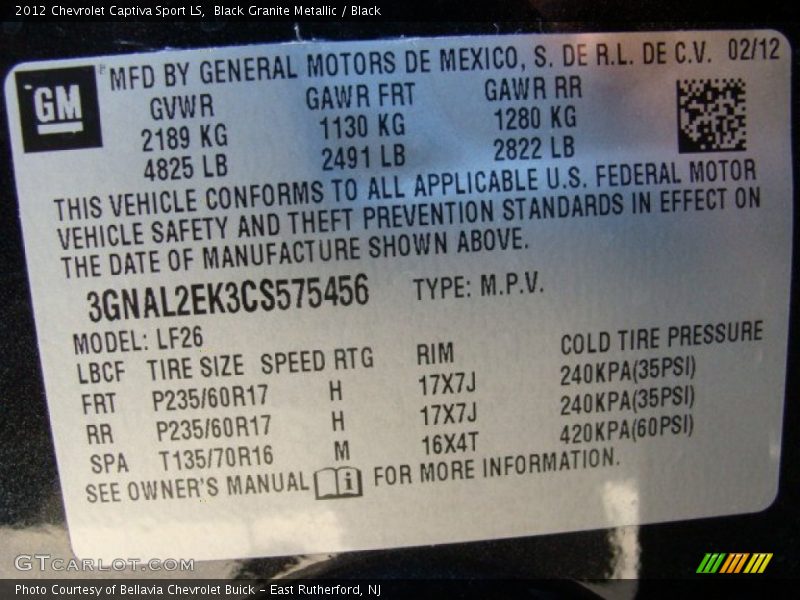 2012 Chevrolet Captiva Sport LS,  Black Granite Metallic / Black
GM
MFD BY GENERAL MOTORS DE MEXICO, S. DE R.L. DE C.V. 02/12
GVWR GAWR FRT GAWR RR
2189 KG 1130 KG 1280 KG
4825 LB 2491 LB 2822 LB
THIS VEHICLE CONFORMS TO ALL APPLICABLE U.S. FEDERAL MOTOR
VEHICLE SAFETY AND THEFT PREVENTION STANDARDS IN EFFECT ON
THE DATE OF MANUFACTURE SHOWN ABOVE.
3GNAL2EK3CS575456 TYPE: M.P.V.
MODEL: LF26
LBCF TIRE SIZE SPEED RTG RIM COLD TIRE PRESSURE
FRT P235/60R17 H 17X7J 240KPA(35PSI)
RR P235/60R17 H 17X7J 240KPA(35PSI)
SPA T135/70R16 M 16X4T 420KPA(60PSI)
SEE OWNER'S MANUAL i FOR MORE INFORMATION.
GTCARLOT.COM
Photo Courtesy of Bellavia Chevrolet Buick - East Rutherford, NJ